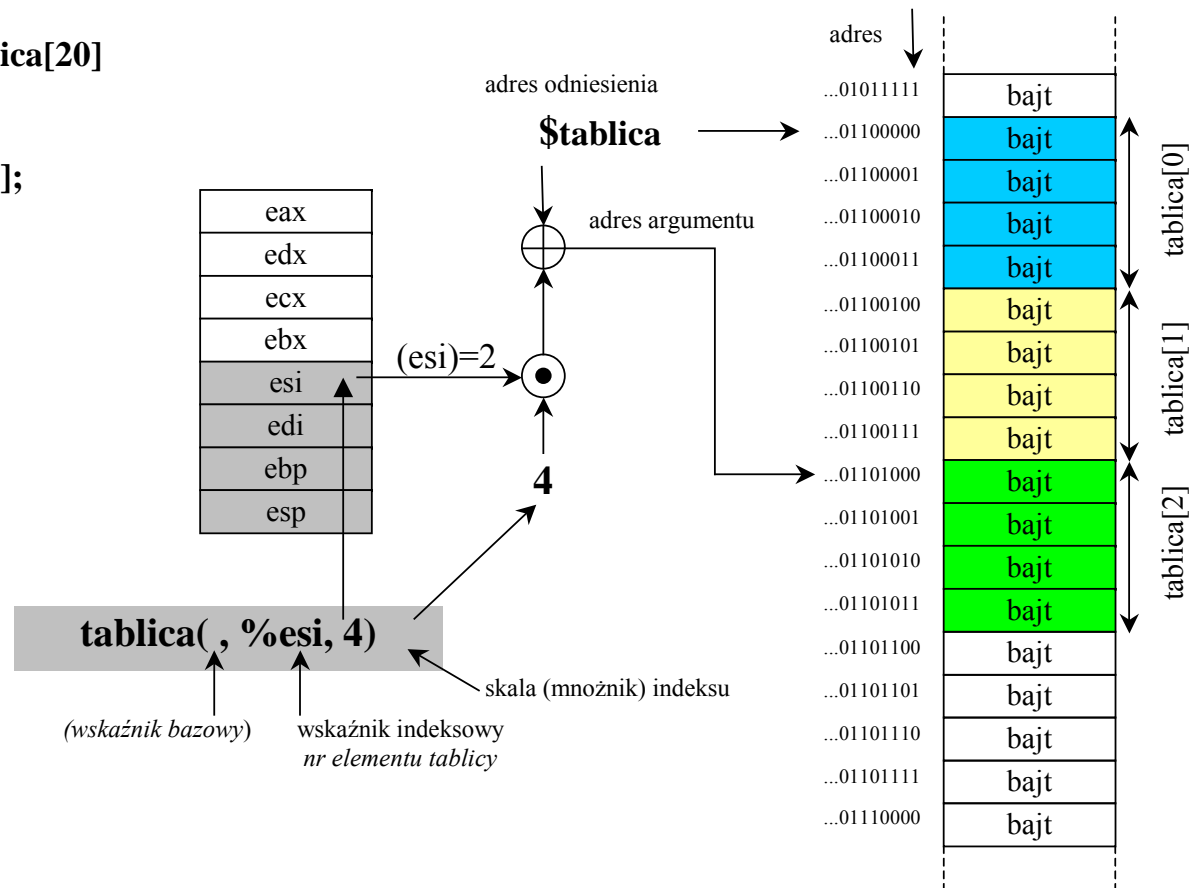 ica[20]
];
adres odniesienia
$tablica
adres argumentu
eax
edx
ecx
ebx
esi
edi
ebp
esp
(esi)=2
4
tablica( , %esi, 4)
skala (mnożnik) indeksu
(wskaźnik bazowy)
wskaźnik indeksowy
nr elementu tablicy
adres
...01011111 bajt
...01100000 bajt
...01100001 bajt
...01100010 bajt
...01100011 bajt
...01100100 bajt
...01100101 bajt
...01100110 bajt
...01100111 bajt
...01101000 bajt
...01101001 bajt
...01101010 bajt
...01101011 bajt
...01101100 bajt
...01101101 bajt
...01101110 bajt
...01101111 bajt
...01110000 bajt
tablica[0]
tablica[1]
tablica[2]